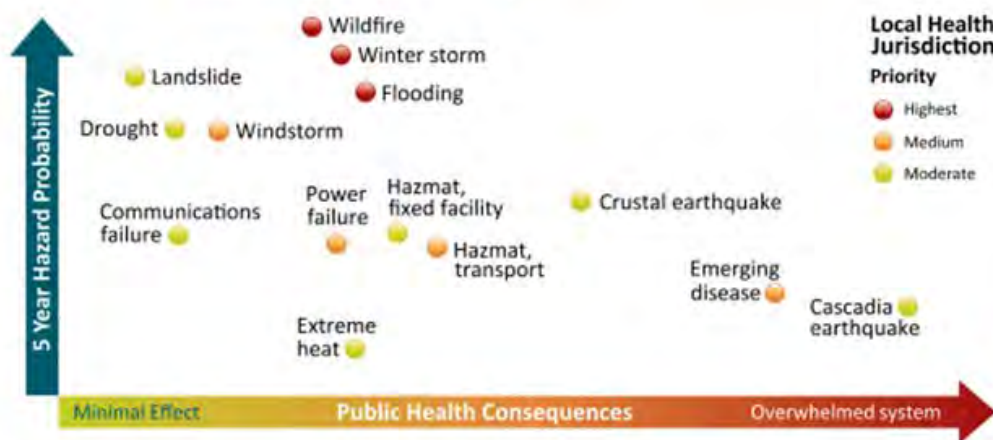 Wildfire
Winter storm
Flooding
Landslide
Drought
Windstorm
Communications
failure
Power
failure
Hazmat,
fixed facility
Hazmat,
transport
Crustal earthquake
Emerging
disease
Cascadia
earthquake
Extreme
heat
Local Health
Jurisdiction
Priority
Highest
Medium
Moderate
5 Year Hazard Probability
Minimal Effect
Public Health Consequences
Overwhelmed system